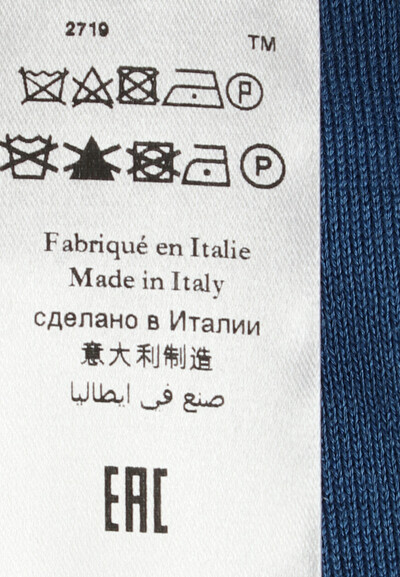 2719
TM
P
P
Fabriqué en Italie
Made in Italy
сделано в Италии
意大利制造
صنع في ايطاليا
EAC